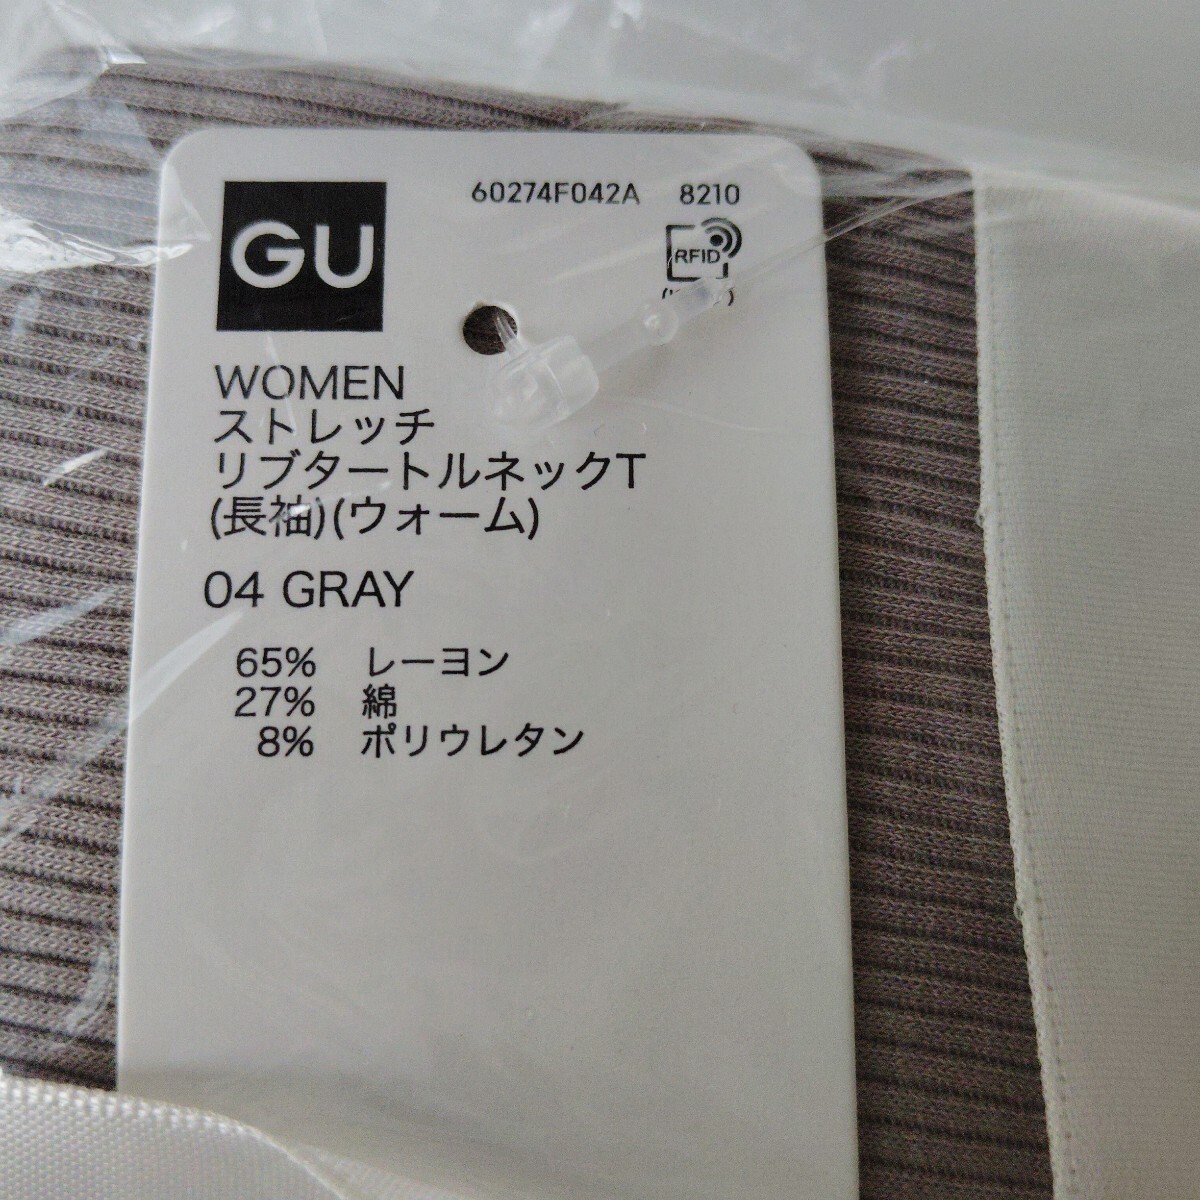 GU
60274F042A 8210
RFID
WOMEN
ストレッチ
リブタートルネックT
(長袖)(ウォーム)
04 GRAY
65% レーヨン
27% 綿
8% ポリウレタン